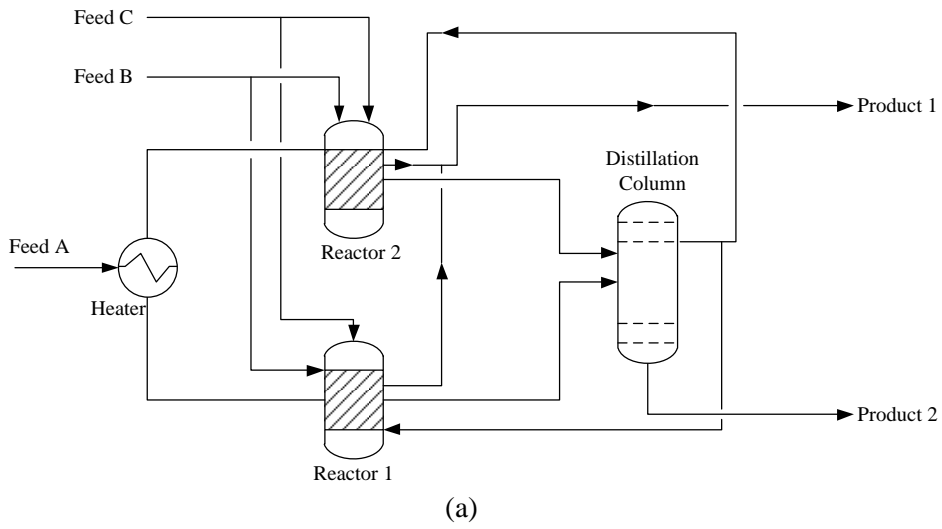 Feed C
Feed B
Product 1
Distillation
Column
Feed A
Reactor 2
Heater
Product 2
Reactor 1
(a)